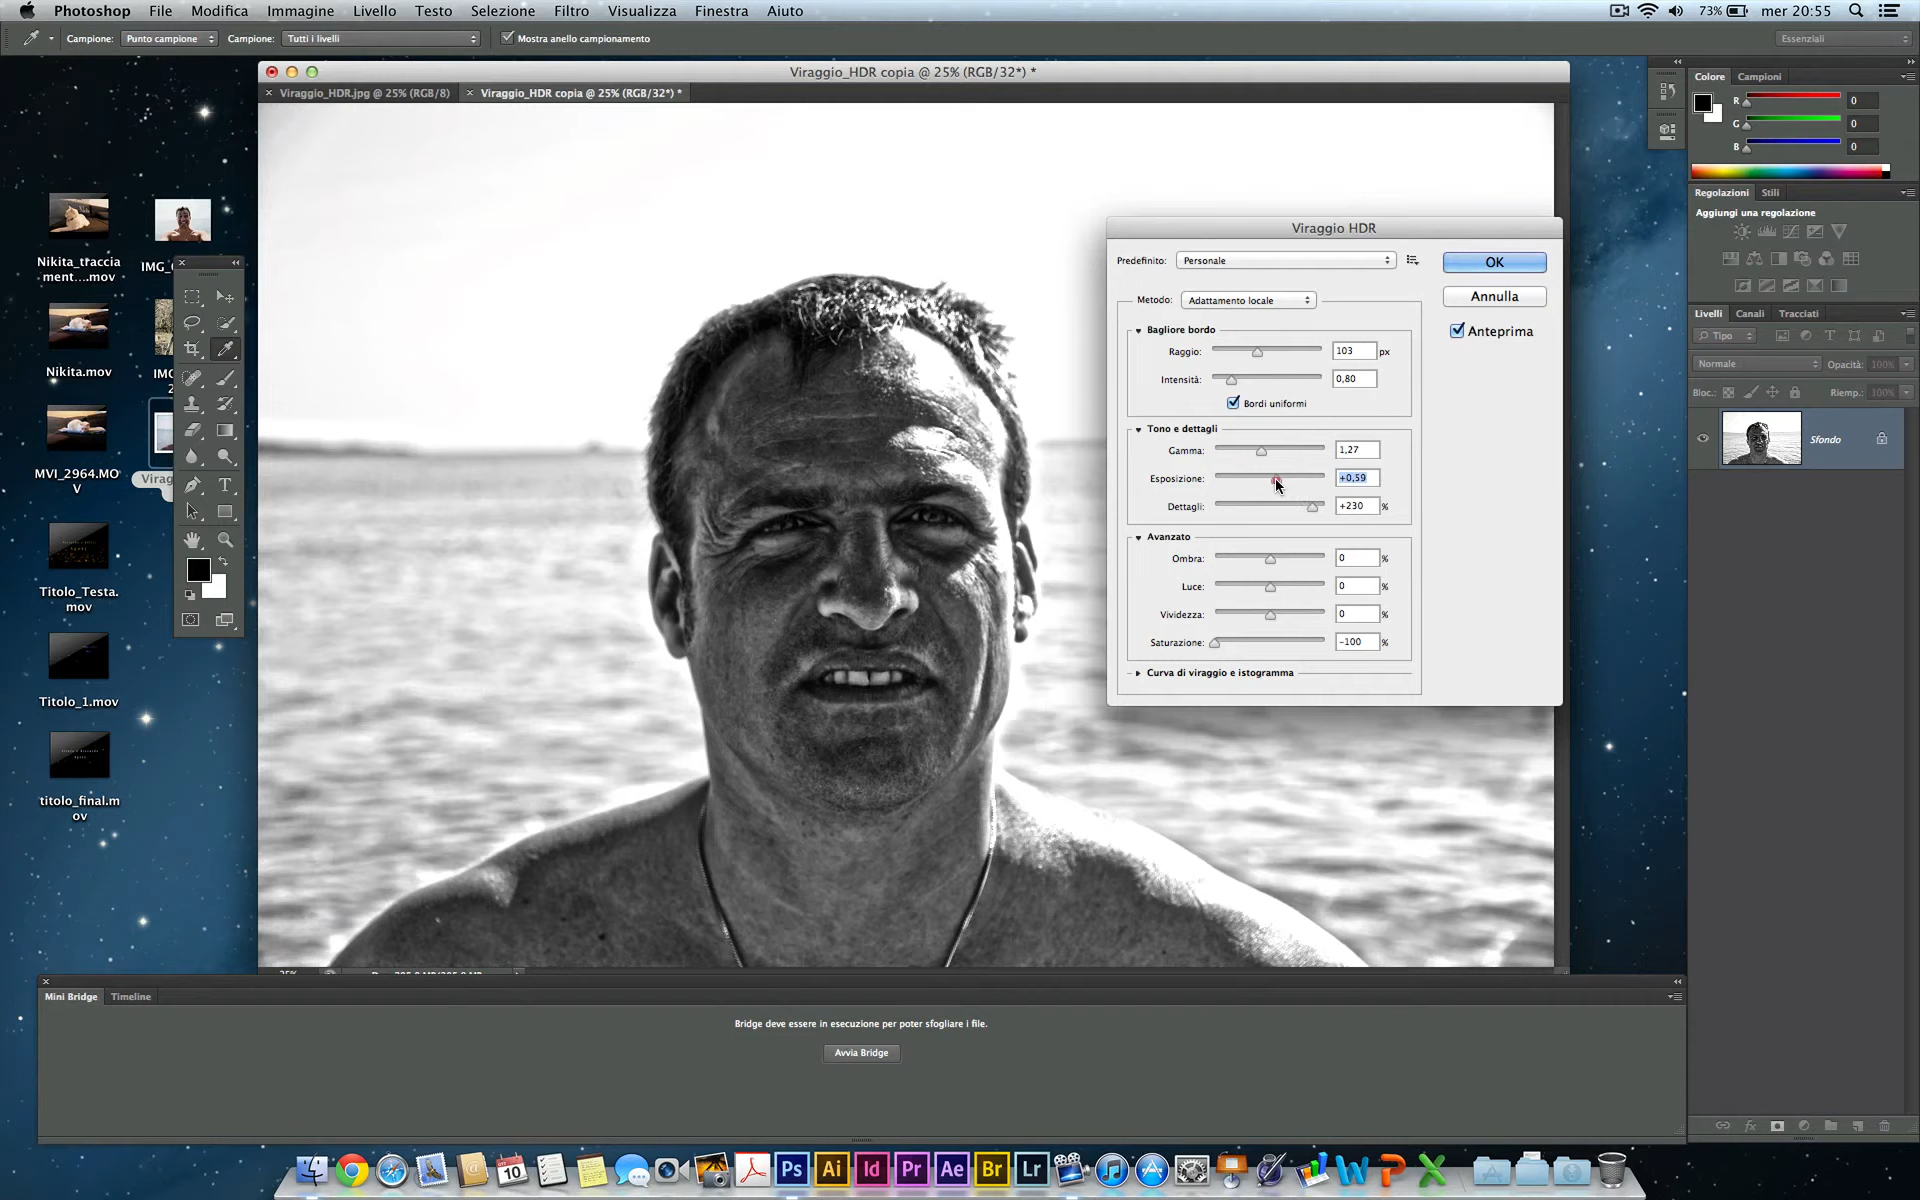 Photoshop File Modifica Immagine Livello Testo Selezione Filtro Visualizza Finestra Aiuto 73% mer 20:55
Campione: Punto campione Campione: Tutti i livelli Mostra anello campionamento Essenziali
Viraggio_HDR copia @ 25% (RGB/32*) *
Viraggio_HDR.jpg @ 25% (RGB/8) Viraggio_HDR copia @ 25% (RGB/32*) *
Nikita_traccia
ment....mov
Nikita.mov
MVI_2964.MO
V
Titolo_Testa.
mov
Titolo_1.mov
titolo_final.m
ov
Viraggio HDR
Predefinito: Personale
OK
Metodo: Adattamento locale
Annulla
Bagliore bordo
Anteprima
Raggio: 103 px
Intensità: 0,80
Bordi uniformi
Tono e dettagli
Gamma: 1,27
Esposizione: +0,59
Dettagli: +230 %
Avanzato
Ombra: 0 %
Luce: 0 %
Vividezza: 0 %
Saturazione: -100 %
Curva di viraggio e istogramma
Colore Campioni
R 0
G 0
B 0
Regolazioni Stili
Aggiungi una regolazione
Livelli Canali Tracciati
Tipo
Normale Opacità: 100%
Bloc.: Riemp.: 100%
Sfondo
Mini Bridge Timeline
Bridge deve essere in esecuzione per poter sfogliare i file.
Avvia Bridge
10
Ps Ai Id Pr Ae Br Lr